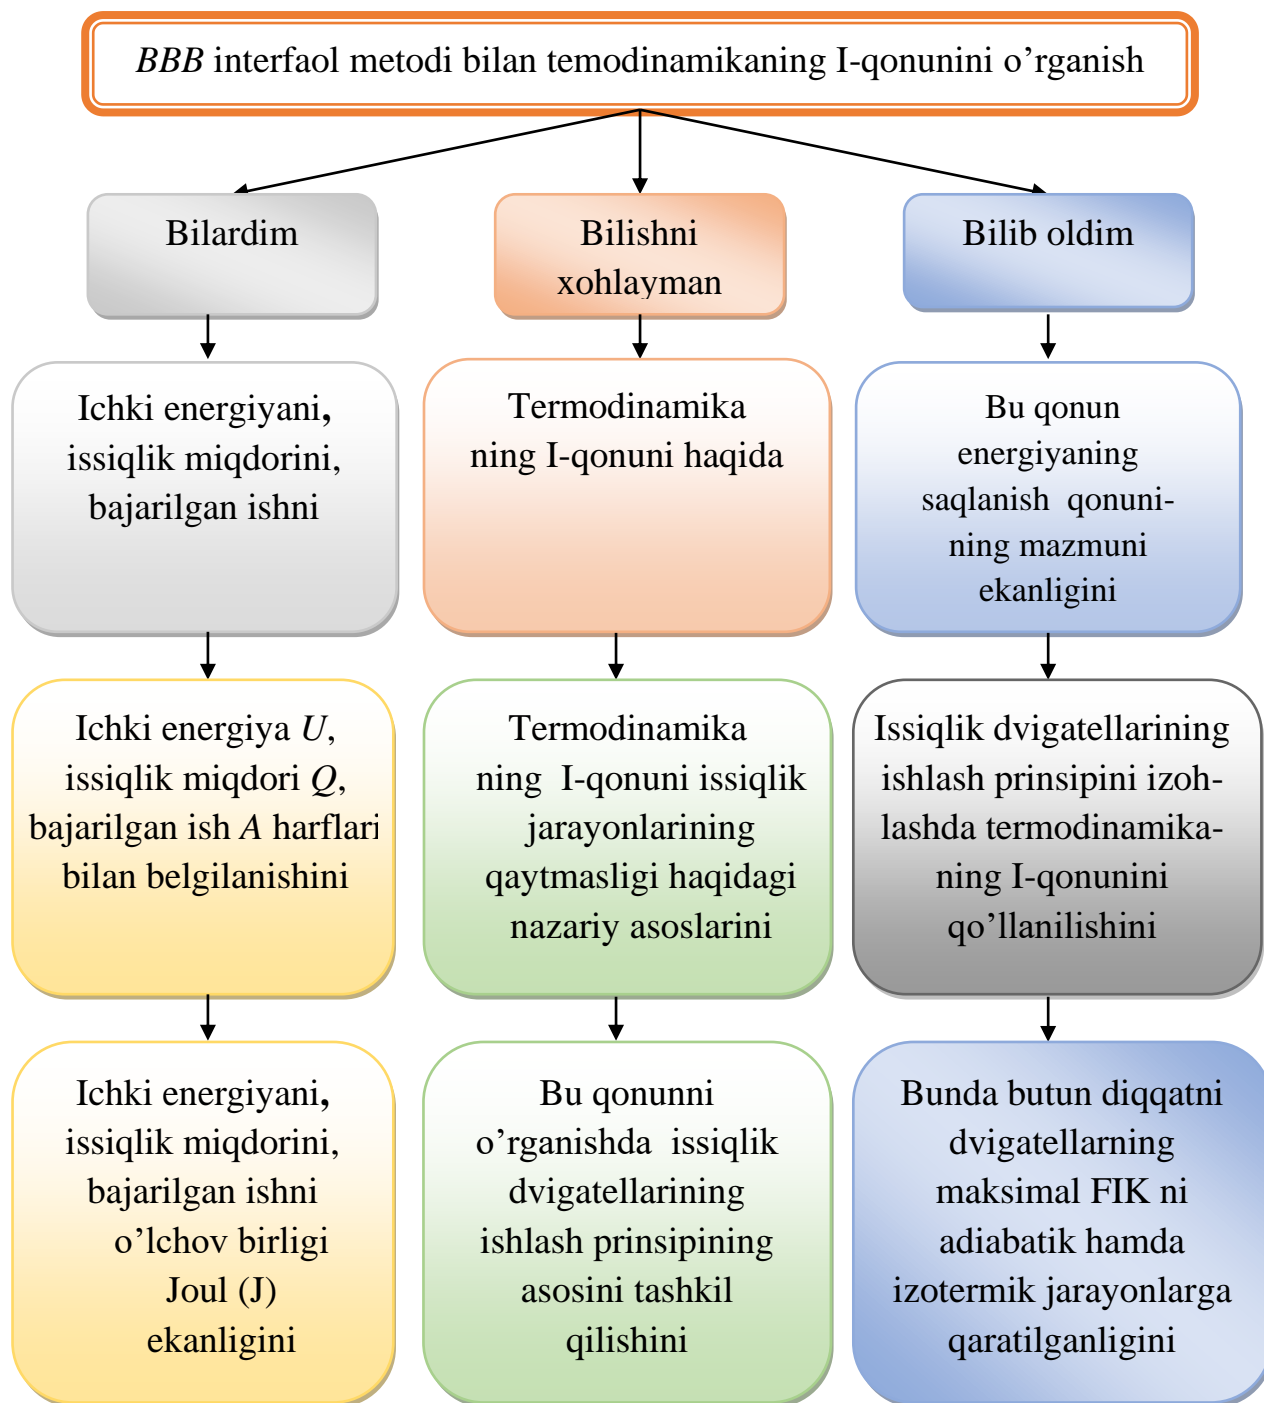 BBB interfaol metodi bilan temodinamikaning I-qonunini o’rganish
Bilardim
Bilishni
xohlayman
Bilib oldim
Ichki energiyani,
issiqlik miqdorini,
bajarilgan ishni
Termodinamika
ning I-qonuni haqida
Bu qonun
energiyaning
saqlanish qonuni-
ning mazmuni
ekanligini
Ichki energiya U,
issiqlik miqdori Q,
bajarilgan ish A harflari
bilan belgilanishini
Termodinamika
ning I-qonuni issiqlik
jarayonlarining
qaytmasligi haqidagi
nazariy asoslarini
Issiqlik dvigatellarining
ishlash prinsipini izoh-
lashda termodinamika-
ning I-qonunini
qo’llanilishini
Ichki energiyani,
issiqlik miqdorini,
bajarilgan ishni
o’lchov birligi
Joul (J)
ekanligini
Bu qonunni
o’rganishda issiqlik
dvigatellarining
ishlash prinsipining
asosini tashkil
qilishini
Bunda butun diqqatni
dvigatellarning
maksimal FIK ni
adiabatik hamda
izotermik jarayonlarga
qaratilganligini